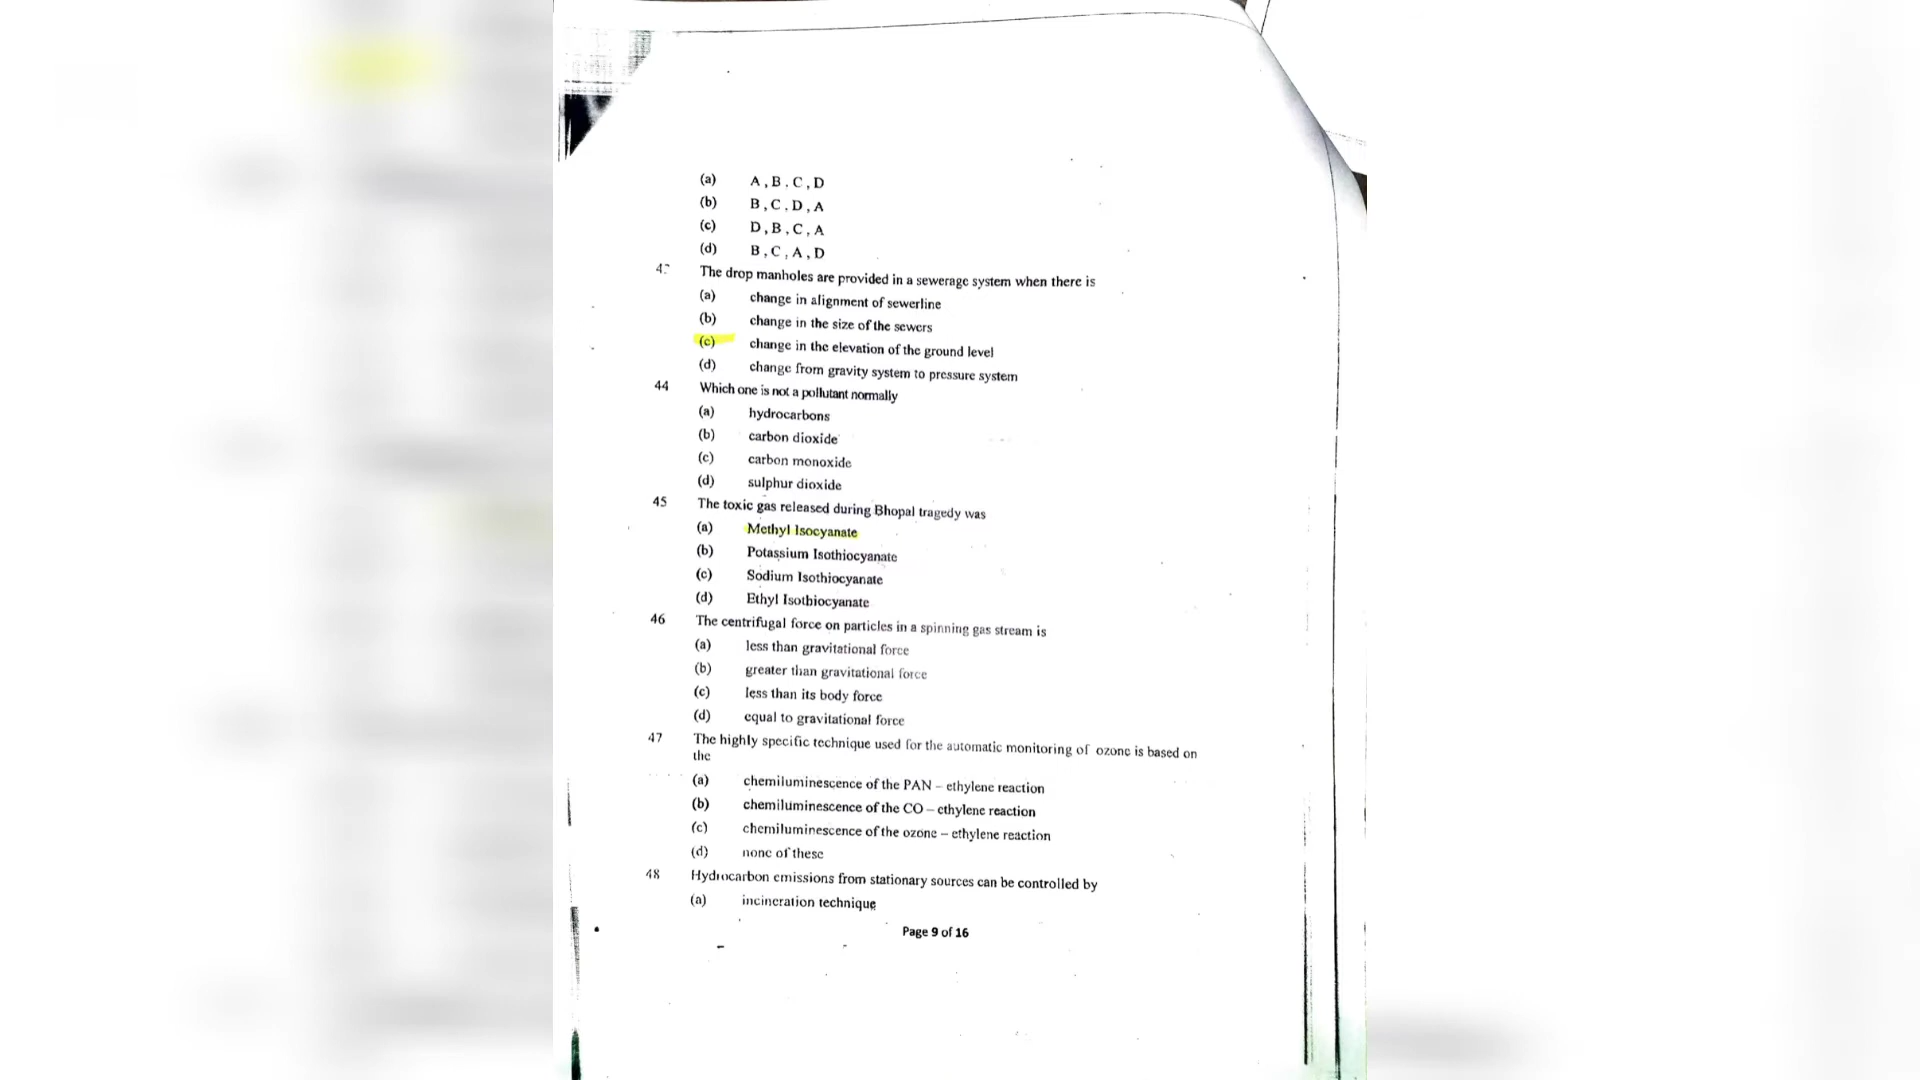 (a) A , B . C , D
(b) B , C . D , A
(c) D , B , C , A
(d) B , C , A , D
The drop manholes are provided in a sewerage system when there is
(a) change in alignment of sewerline
(b) change in the size of the sewers
(c) change in the elevation of the ground level
(d) change from gravity system to pressure system
44 Which one is not a pollutant normally
(a) hydrocarbons
(b) carbon dioxide
(c) carbon monoxide
(d) sulphur dioxide
45 The toxic gas released during Bhopal tragedy was
(a) Methyl Isocyanate
(b) Potassium Isothiocyanate
(c) Sodium Isothiocyanate
(d) Ethyl Isothiocyanate
46 The centrifugal force on particles in a spinning gas stream is
(a) less than gravitational force
(b) greater than gravitational force
(c) less than its body force
(d) equal to gravitational force
47 The highly specific technique used for the automatic monitoring of ozone is based on
the
(a) chemiluminescence of the PAN – ethylene reaction
(b) chemiluminescence of the CO – ethylene reaction
(c) chemiluminescence of the ozone – ethylene reaction
(d) none of these
48 Hydrocarbon emissions from stationary sources can be controlled by
(a) incineration technique
Page 9 of 16